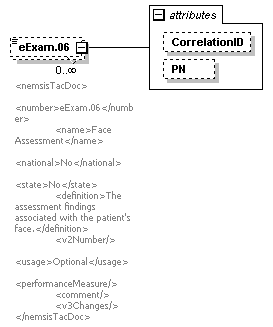 attributes
eExam.06
CorrelationID
PN
0..∞
<nemsisTacDoc>
<number>eExam.06</numb
er>
<name>Face
Assessment</name>
<national>No</national>
<state>No</state>
<definition>The
assessment findings
associated with the patient's
face.</definition>
<v2Number/>
<usage>Optional</usage>
<performanceMeasure/>
<comment/>
<v3Changes/>
</nemsisTacDoc>